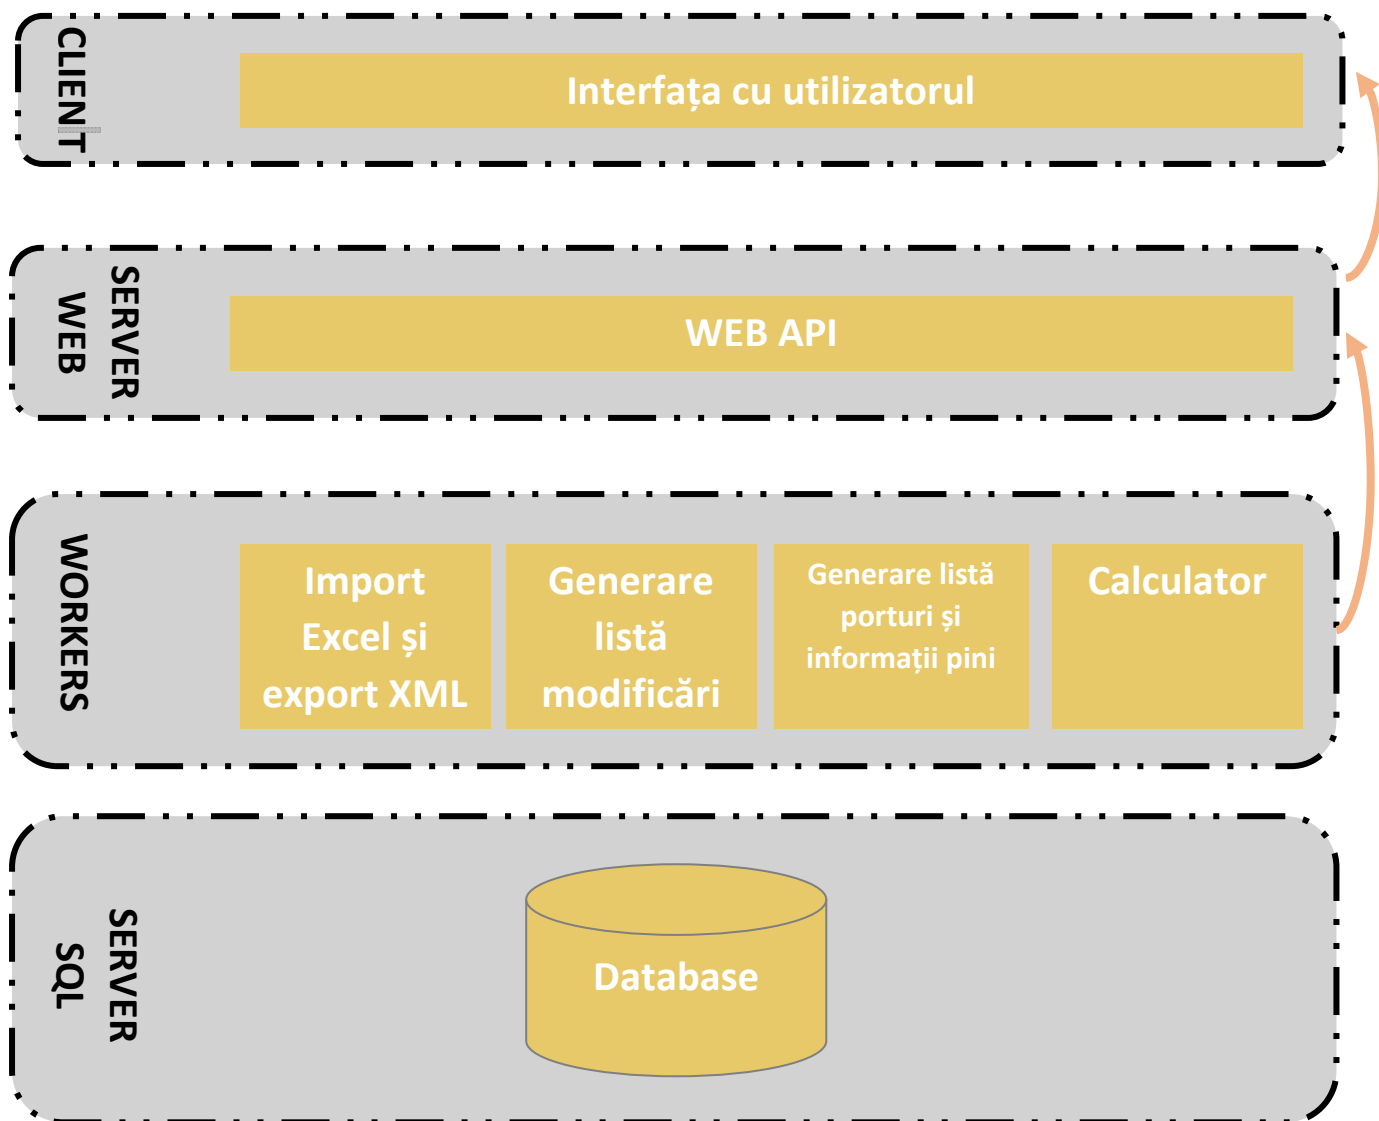 CLIENT
Interfața cu utilizatorul
SERVER
WEB
WEB API
WORKERS
Import
Excel și
export XML
Generare
listă
modificări
Generare listă
porturi și
informații pini
Calculator
SERVER
SQL
Database